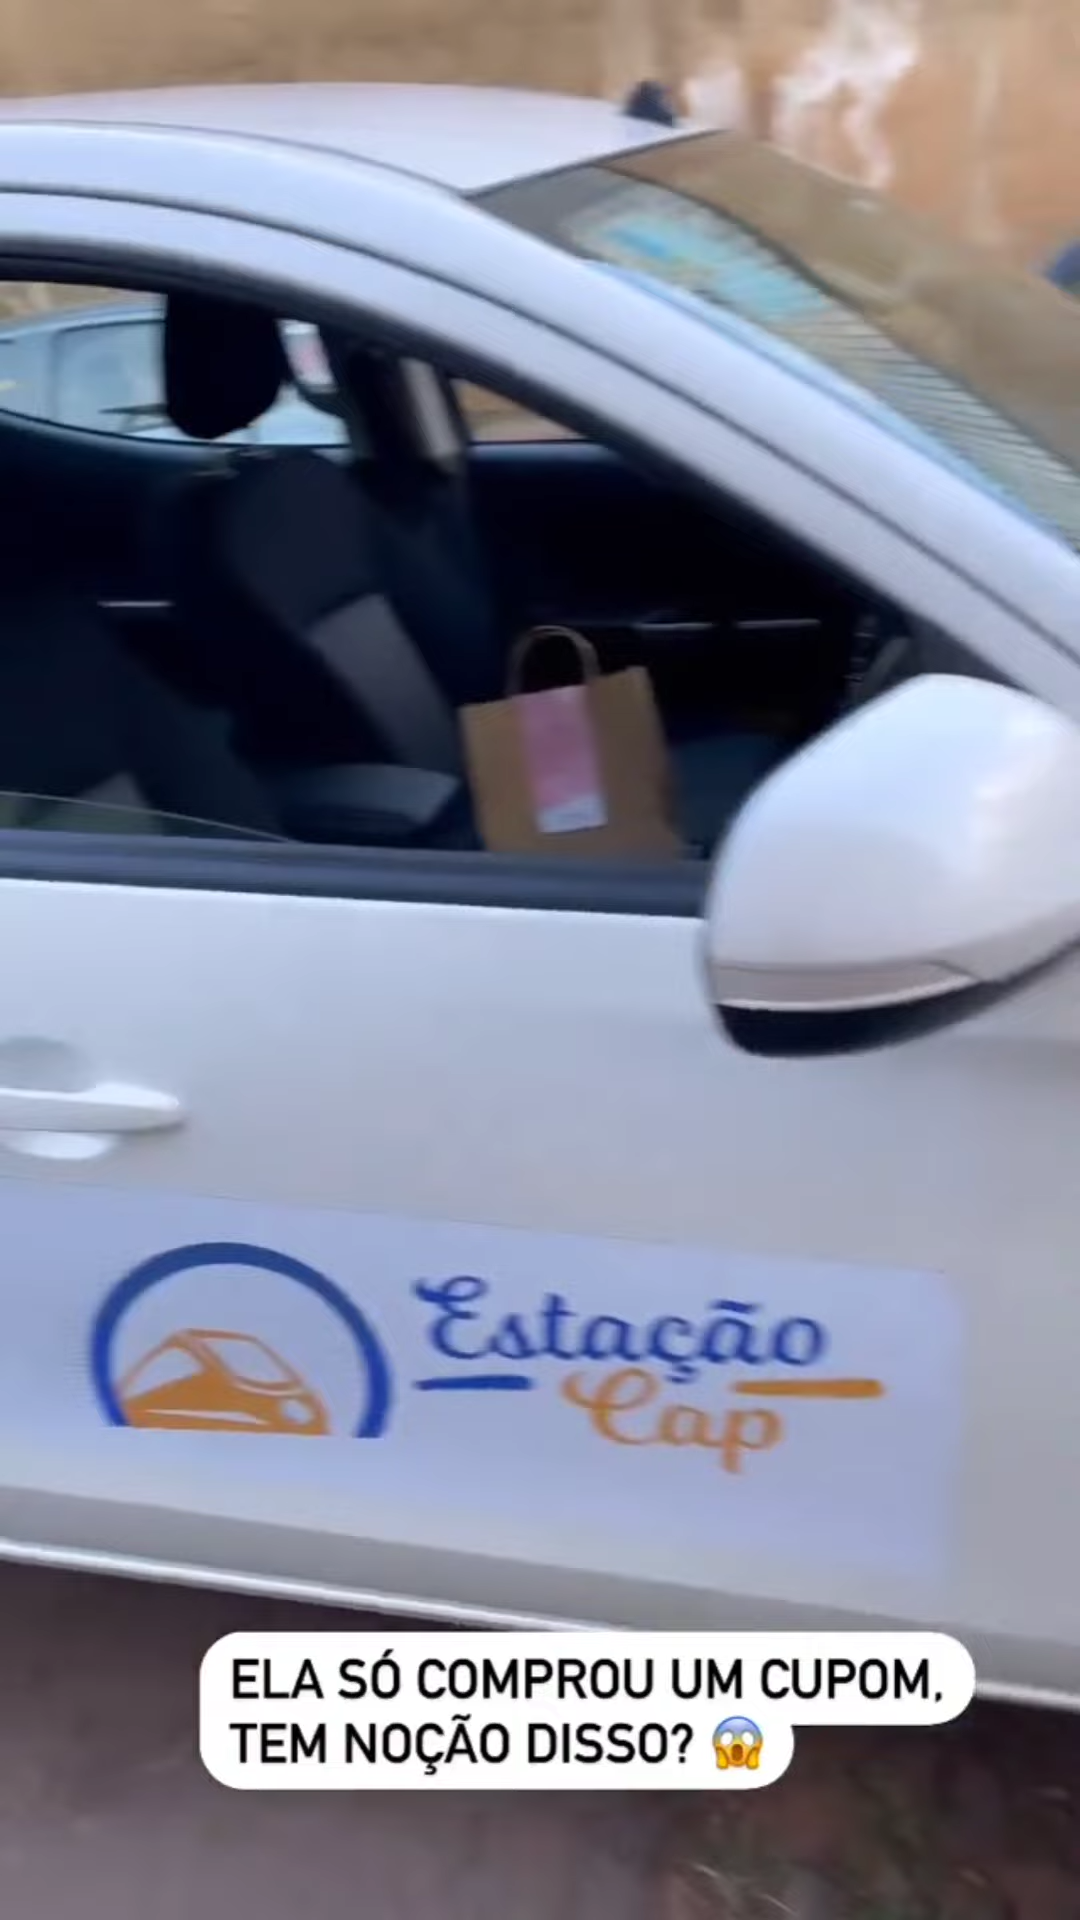 Estação
Cap
ELA SÓ COMPROU UM CUPOM,
TEM NOÇÃO DISSO? 😱